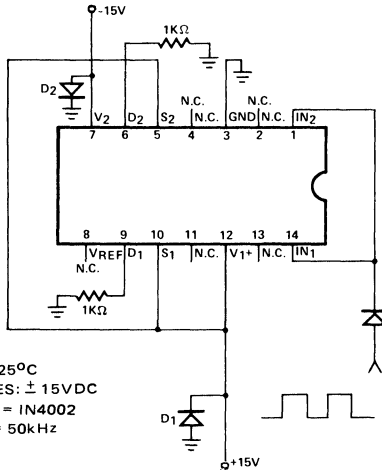 -15V
1KΩ
D2
N.C.
N.C.
V2 D2 S2 N.C. GND N.C. IN2
7 6 5 4 3 2 1
8 9 10 11 12 13 14
VREF D1 S1 N.C. V1+ N.C. IN1
N.C.
1KΩ
25°C
ES: ± 15VDC
= IN4002
= 50kHz
D1
+15V